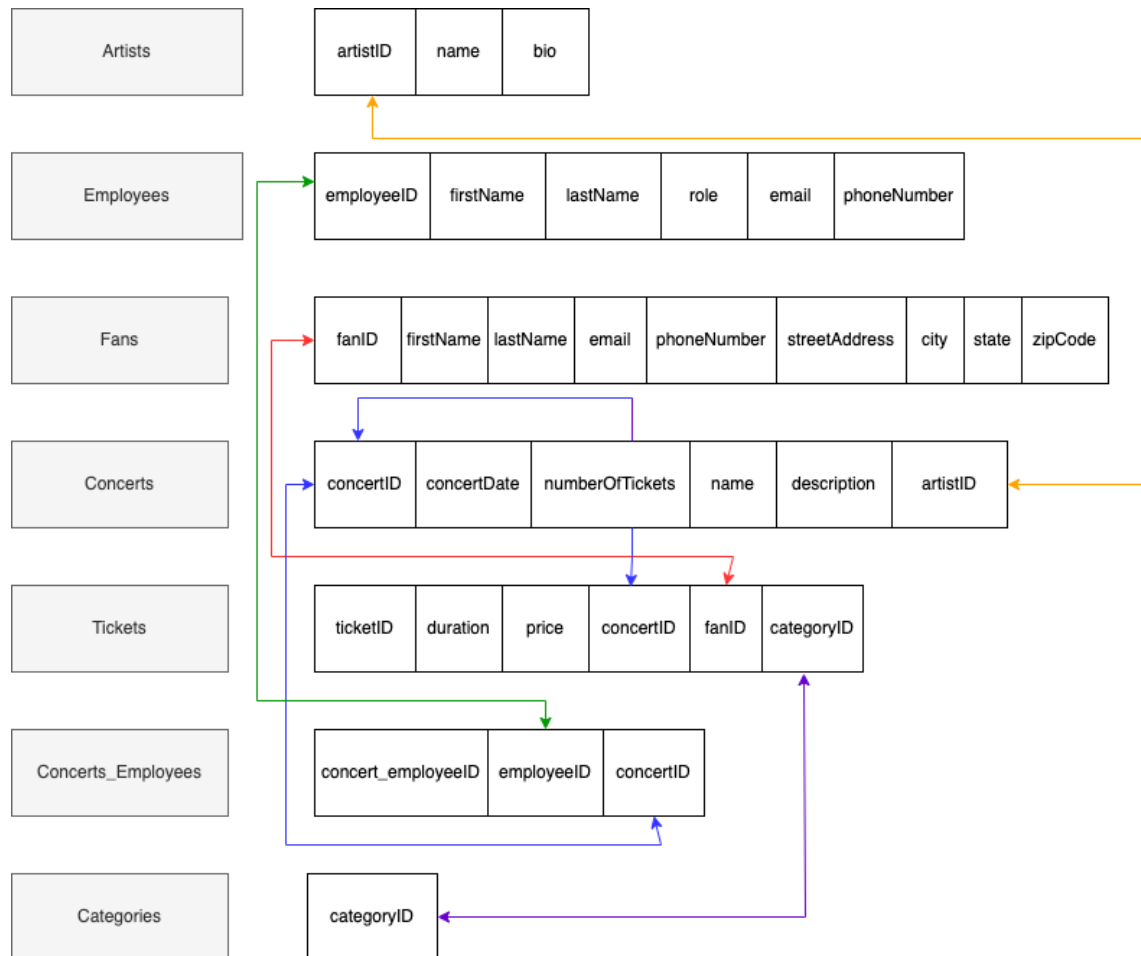 Artists
artistID name bio
Employees
employeeID firstName lastName role email phoneNumber
Fans
fanID firstName lastName email phoneNumber streetAddress city state zipCode
Concerts
concertID concertDate numberOfTickets name description artistID
Tickets
ticketID duration price concertID fanID categoryID
Concerts_Employees
concert_employeeID employeeID concertID
Categories
categoryID